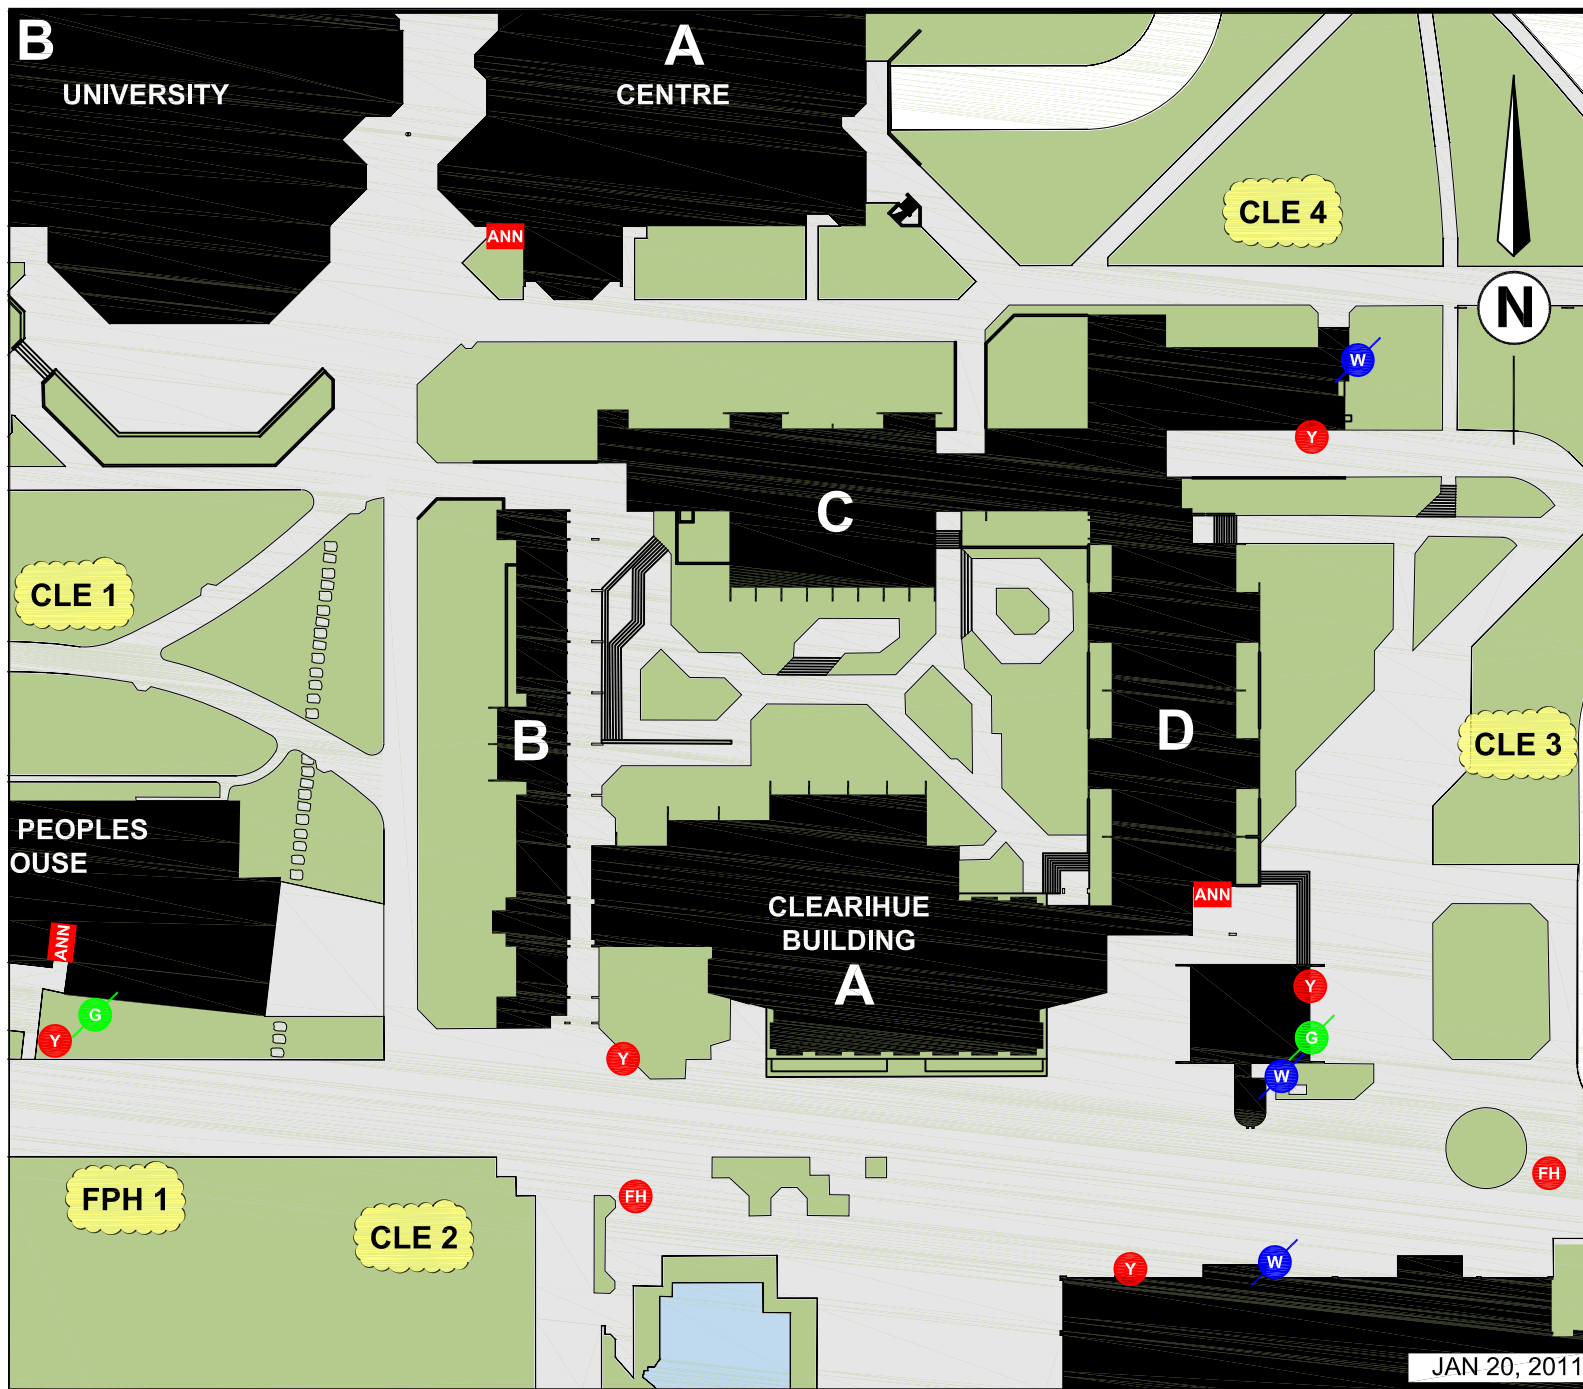 B
A
UNIVERSITY
CENTRE
CLE 4
ANN
N
W
Y
C
CLE 1
B
D
CLE 3
PEOPLES
OUSE
ANN
CLEARIHUE
BUILDING
A
ANN
Y
G
Y
G
Y
W
FPH 1
CLE 2
FH
FH
Y
W
JAN 20, 2011